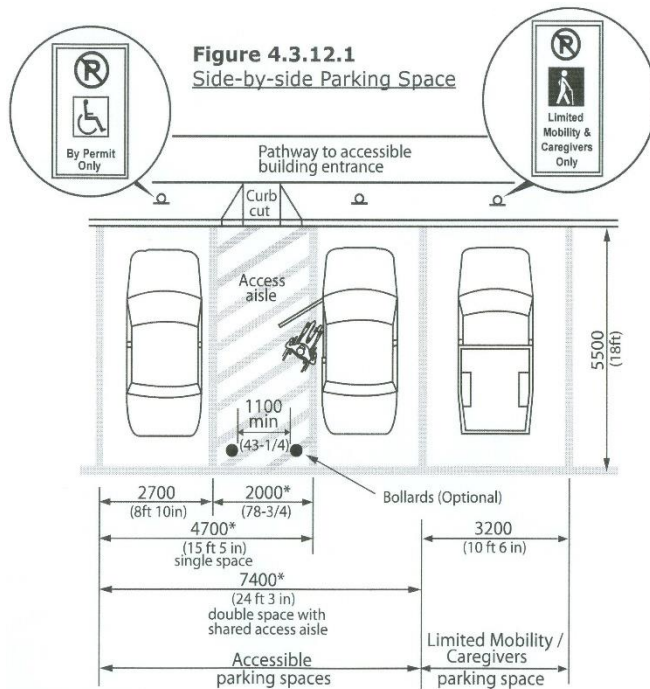 Figure 4.3.12.1
Side-by-side Parking Space
By Permit
Only
Limited
Mobility &
Caregivers
Only
Pathway to accessible
building entrance
Curb
cut
Access
aisle
5500
(18ft)
1100
min
(43-1/4)
Bollards (Optional)
2700
(8ft 10in)
2000*
(78-3/4)
4700*
(15 ft 5 in)
single space
3200
(10 ft 6 in)
7400*
(24 ft 3 in)
double space with
shared access aisle
Accessible
parking spaces
Limited Mobility /
Caregivers
parking space